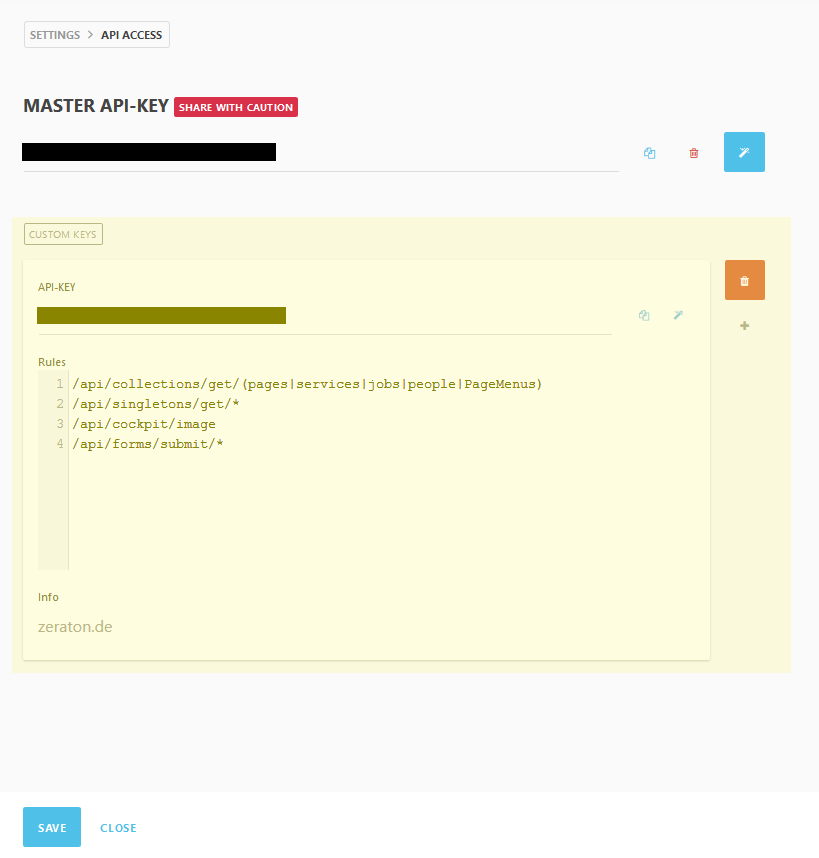 SETTINGS > API ACCESS
MASTER API-KEY SHARE WITH CAUTION
CUSTOM KEYS
API-KEY
Rules
1 /api/collections/get/(pages|services|jobs|people|PageMenus)
2 /api/singletons/get/*
3 /api/cockpit/image
4 /api/forms/submit/*
Info
zeraton.de
SAVE CLOSE